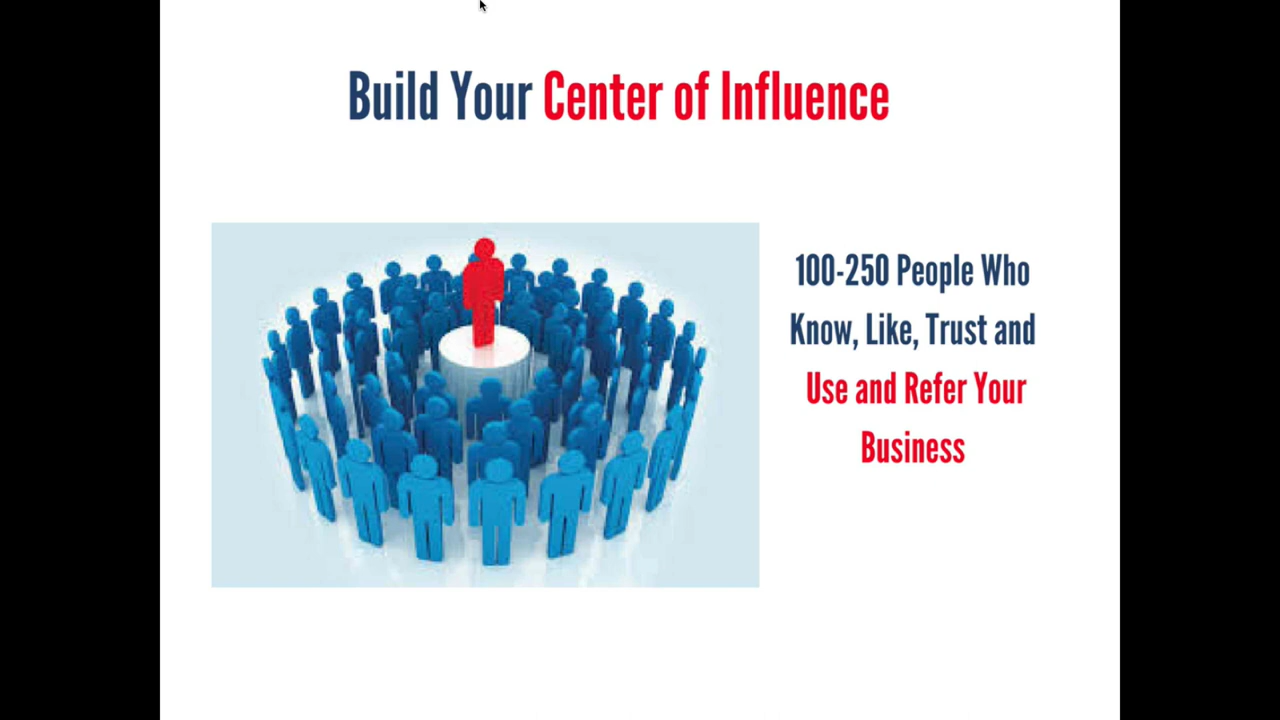 Build Your Center of Influence
100-250 People Who
Know, Like, Trust and
Use and Refer Your
Business